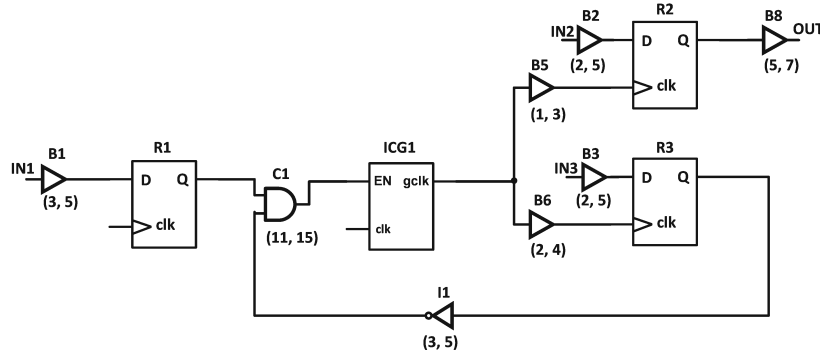 B2
R2
B8
IN2
D
Q
OUT
B5
(2, 5)
(5, 7)
clk
(1, 3)
R1
ICG1
B3
R3
B1
C1
IN3
IN1
D
Q
EN
gclk
D
Q
(3, 5)
B6
(2, 5)
clk
(11, 15)
clk
clk
(2, 4)
I1
(3, 5)